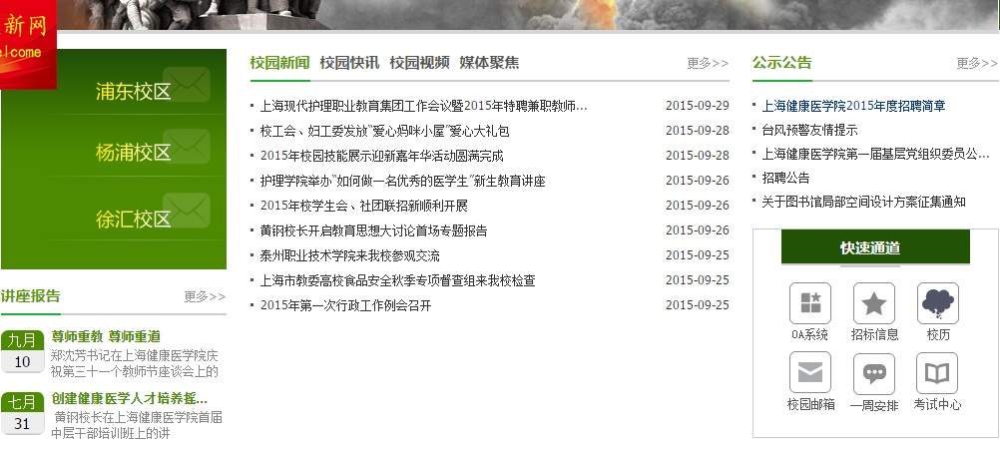 新网
elcome
浦东校区
杨浦校区
徐汇校区
讲座报告 更多>>
九月
10
尊师重教 尊师重道
郑沈芳书记在上海健康医学院庆
祝第三十一个教师节座谈会上的
七月
31
创建健康医学人才培养摇...
黄钢校长在上海健康医学院首届
中层干部培训班上的讲
校园新闻 校园快讯 校园视频 媒体聚焦 更多>>
上海现代护理职业教育集团工作会议暨2015年特聘兼职教师... 2015-09-29
校工会、妇工委发放“爱心妈咪小屋”爱心大礼包 2015-09-28
2015年校园技能展示迎新嘉年华活动圆满完成 2015-09-28
护理学院举办“如何做一名优秀的医学生”新生教育讲座 2015-09-26
2015年校学生会、社团联招新顺利开展 2015-09-26
黄钢校长开启教育思想大讨论首场专题报告 2015-09-26
泰州职业技术学院来我校参观交流 2015-09-25
上海市教委高校食品安全秋季专项督查组来我校检查 2015-09-25
2015年第一次行政工作例会召开 2015-09-25
公示公告 更多>>
上海健康医学院2015年度招聘简章
台风预警友情提示
上海健康医学院第一届基层党组织委员公...
招聘公告
关于图书馆局部空间设计方案征集通知
快速通道
OA系统 招标信息 校历
校园邮箱 一周安排 考试中心